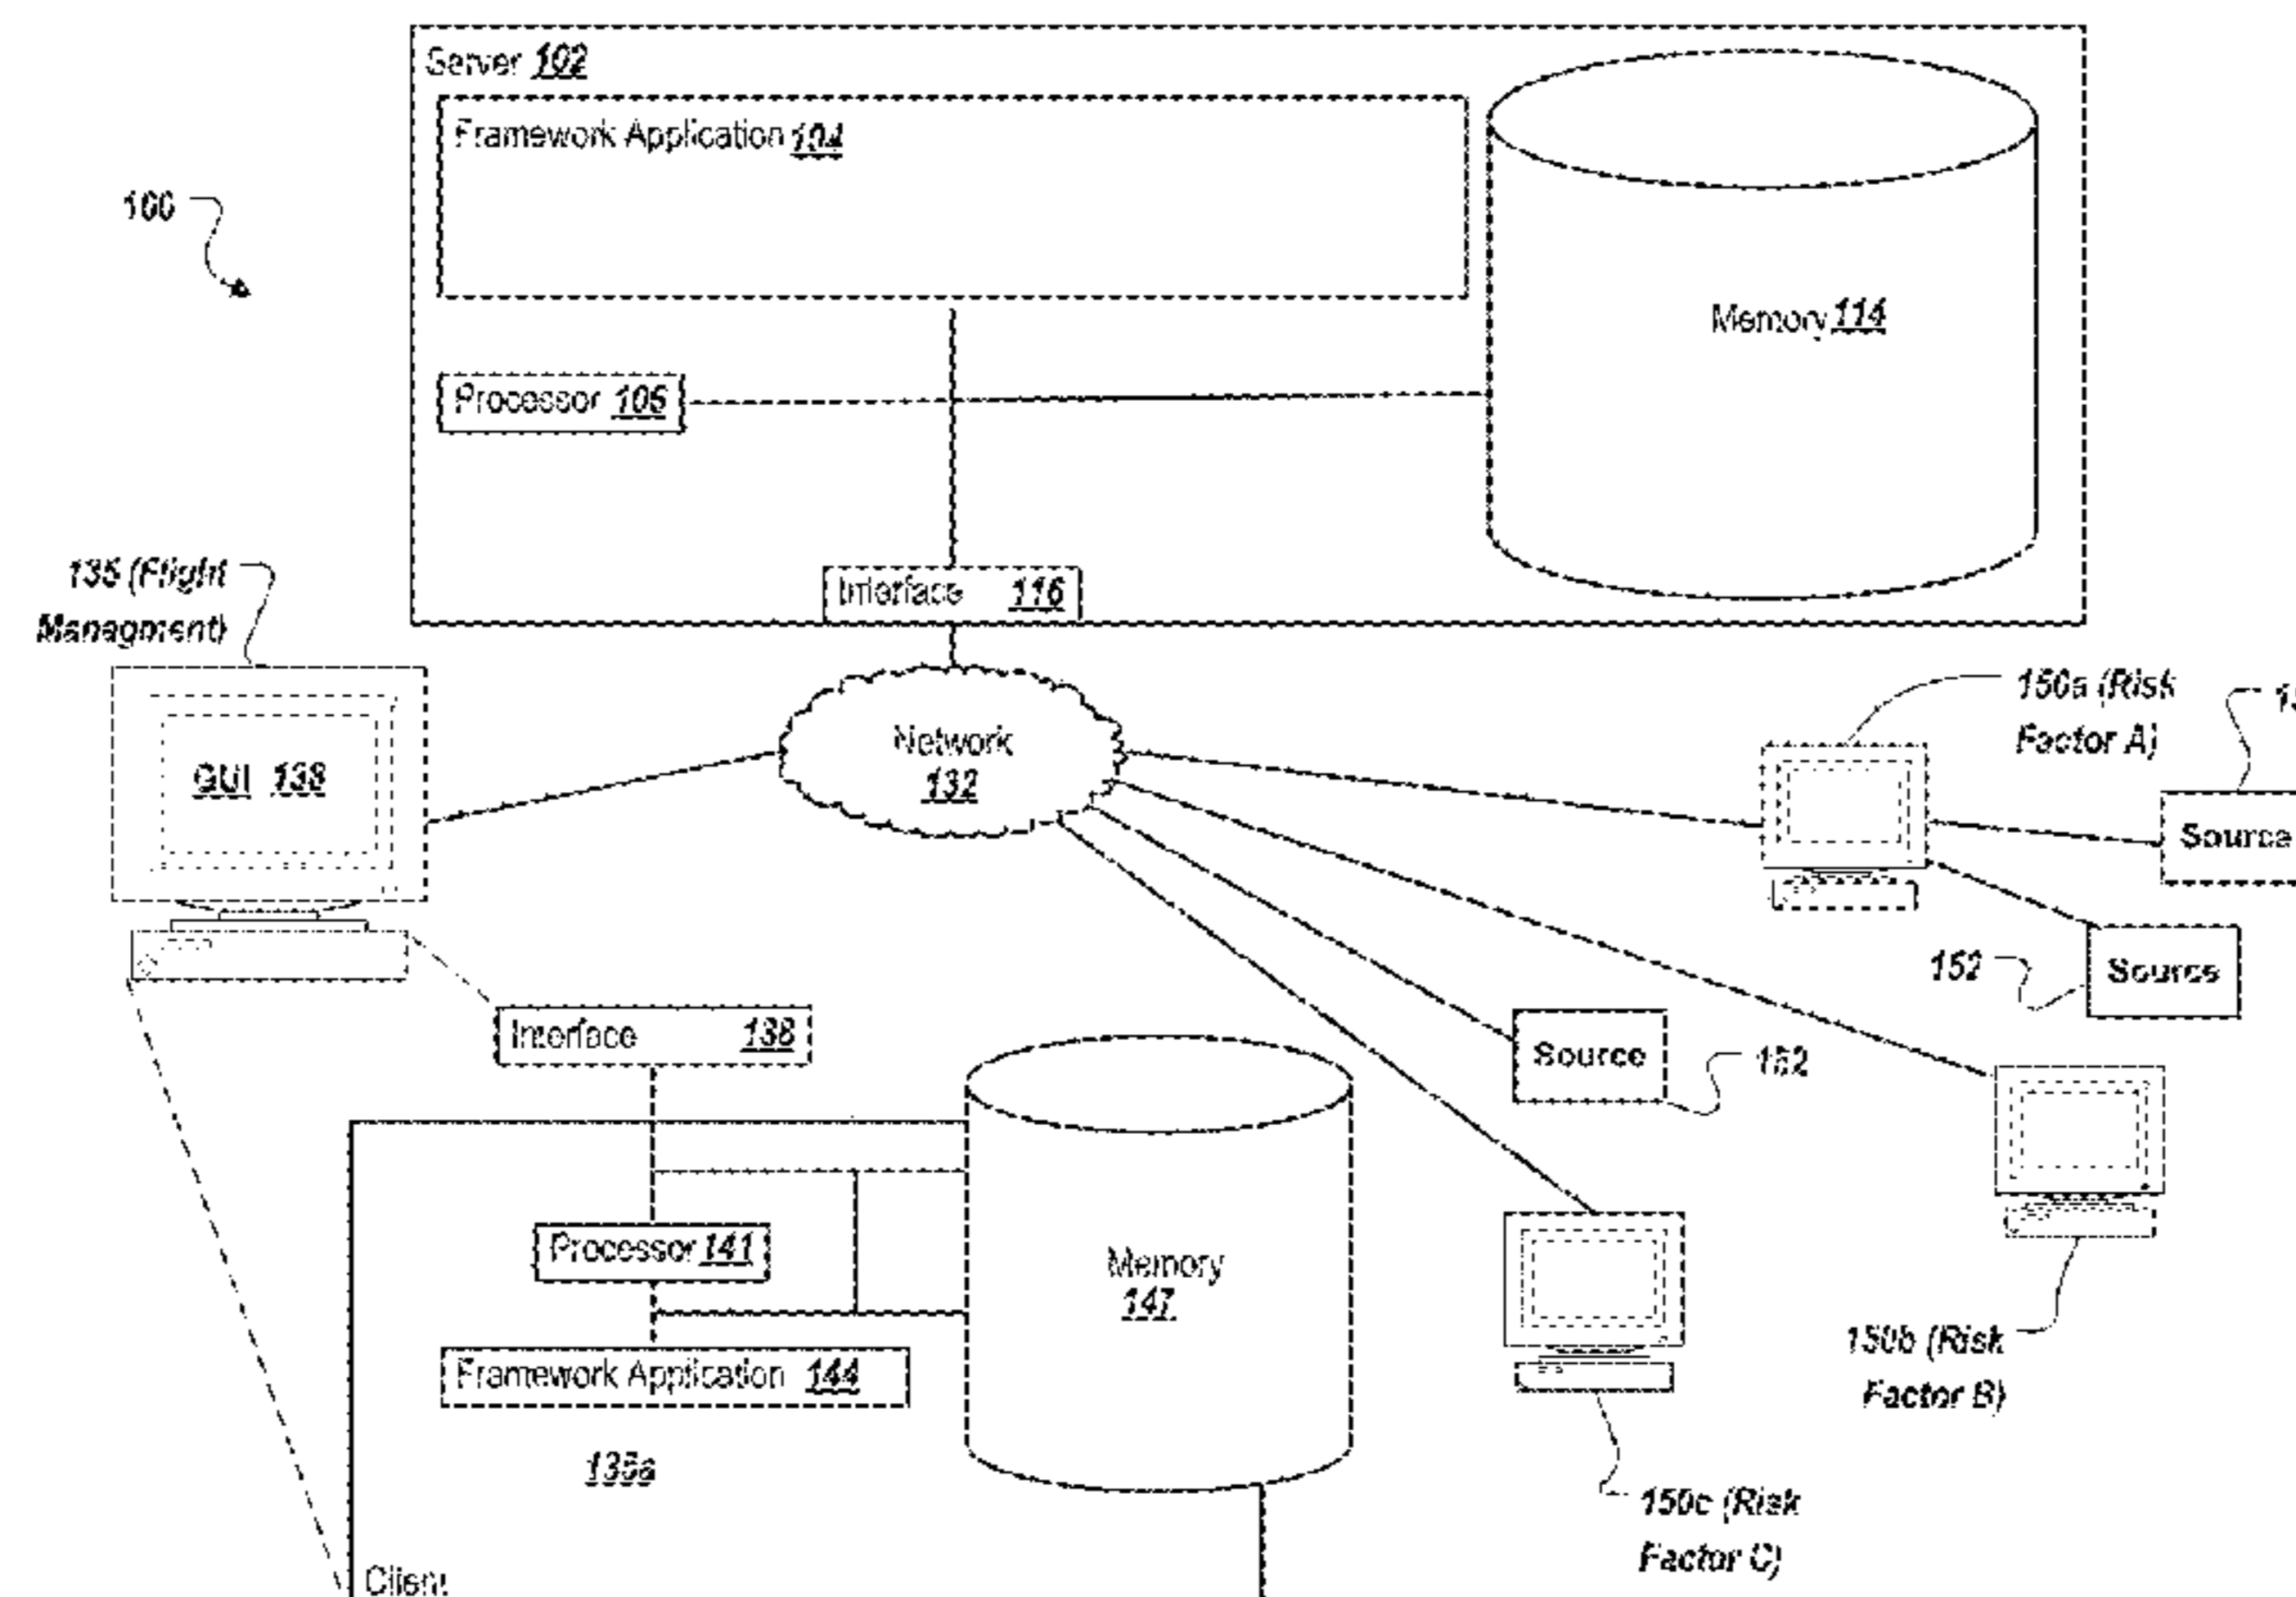 Server 102
Framework Application 104
100
Memory 114
Processor 105
135 (Flight
Managment)
Interface 116
150a (Risk
Factor A)
Network
132
GUI 138
Source
152
Source
Interface 138
Source
152
Processor 141
Memory
147
150b (Risk
Factor B)
Framework Application 144
135a
150c (Risk
Factor C)
Client